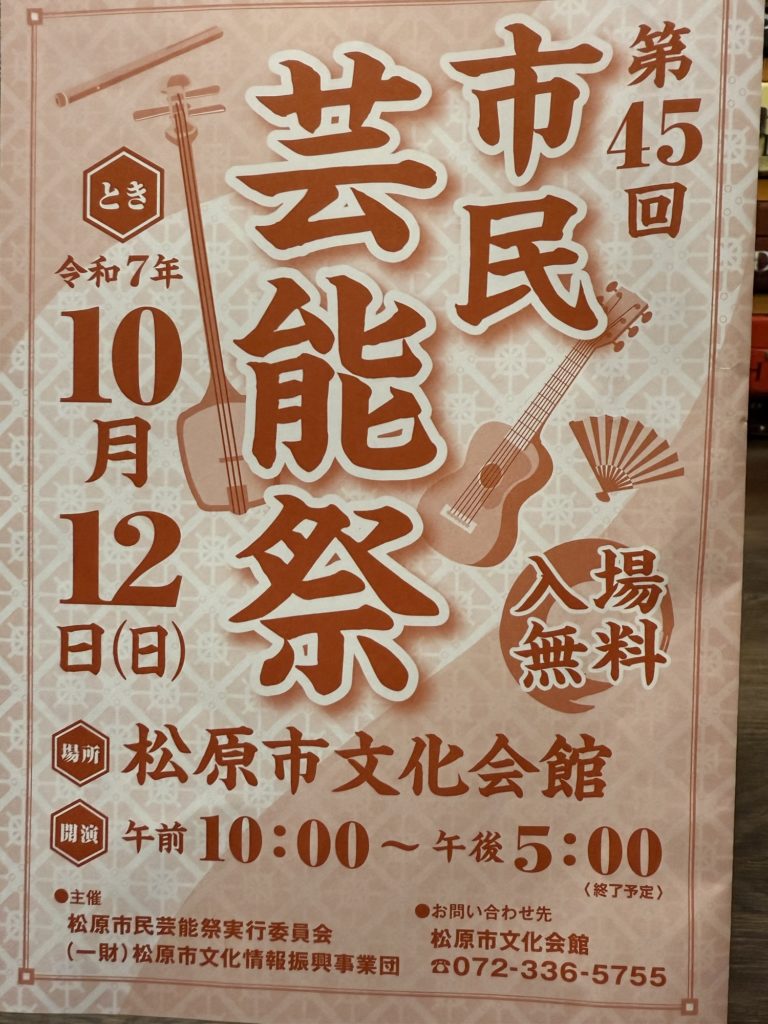 第45回
市民
芸能祭
とき
令和7年
10月
12
日(日)
入場
無料
場所
松原市文化会館
開演
午前10:00〜午後5:00
〈終了予定〉
●主催
松原市民芸能祭実行委員会
(一財)松原市文化情報振興事業団
●お問い合わせ先
松原市文化会館
☎072-336-5755